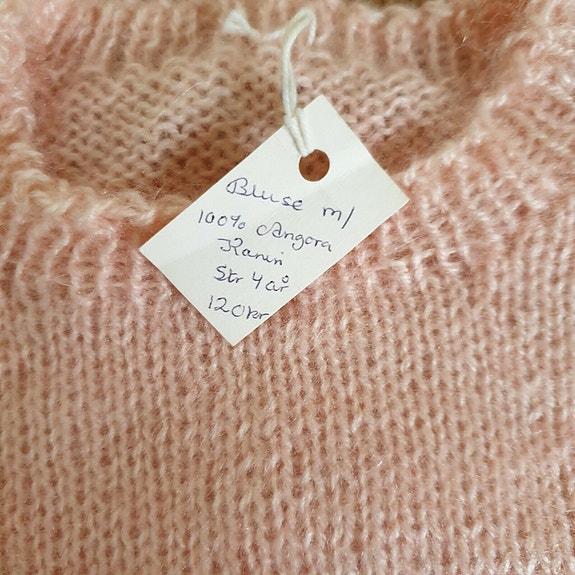 Bluse m/
100% Angora
Kanin
Str 4 år
120kr